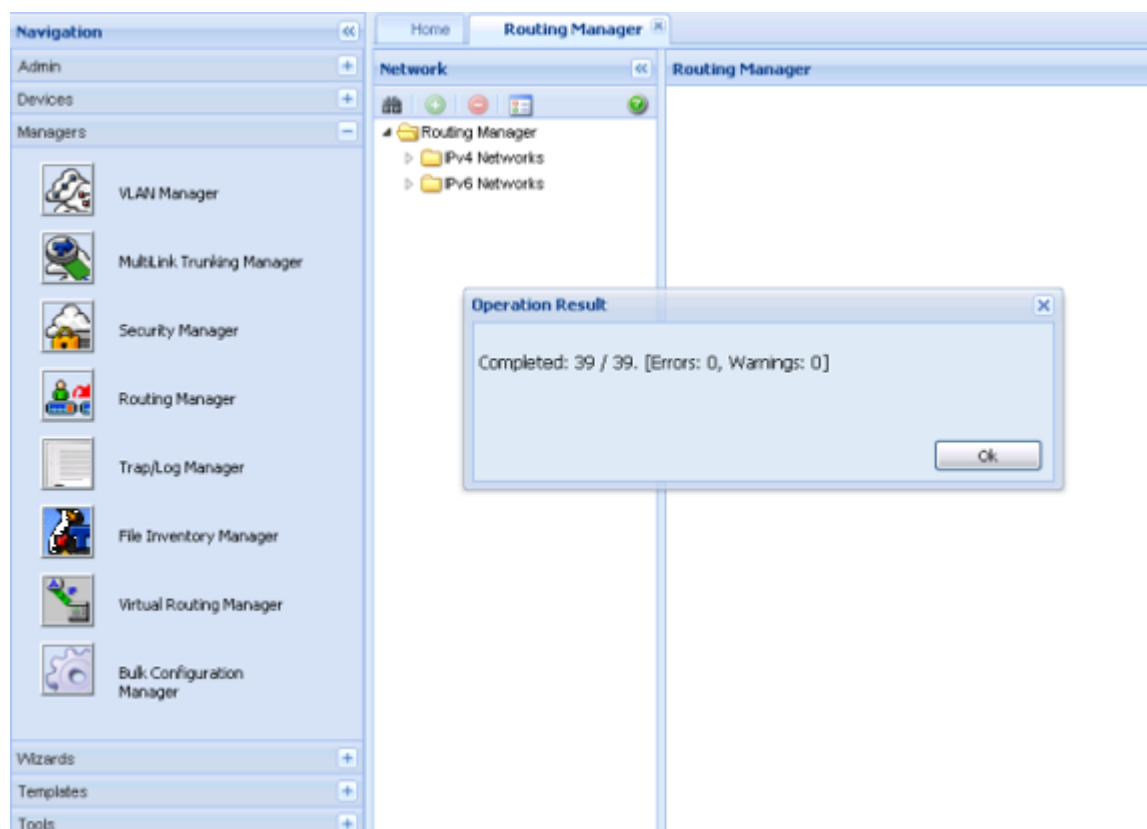 Navigation
Admin
Devices
Managers
VLAN Manager
MultiLink Trunking Manager
Security Manager
Routing Manager
Trap/Log Manager
File Inventory Manager
Virtual Routing Manager
Bulk Configuration
Manager
Wizards
Templates
Tools
Home
Routing Manager
Network
Routing Manager
IPv4 Networks
IPv6 Networks
Routing Manager
Operation Result
Completed: 39 / 39. [Errors: 0, Warnings: 0]
Ok